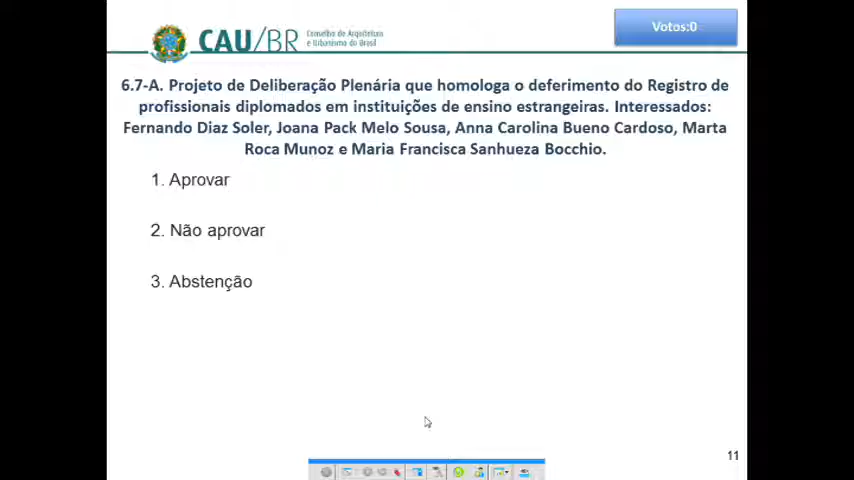 Votos:0
CAU/BR
Conselho de Arquitetura
e Urbanismo do Brasil
6.7-A. Projeto de Deliberação Plenária que homologa o deferimento do Registro de
profissionais diplomados em instituições de ensino estrangeiras. Interessados:
Fernando Diaz Soler, Joana Pack Melo Sousa, Anna Carolina Bueno Cardoso, Marta
Roca Munoz e Maria Francisca Sanhueza Bocchio.
1. Aprovar
2. Não aprovar
3. Abstenção
11